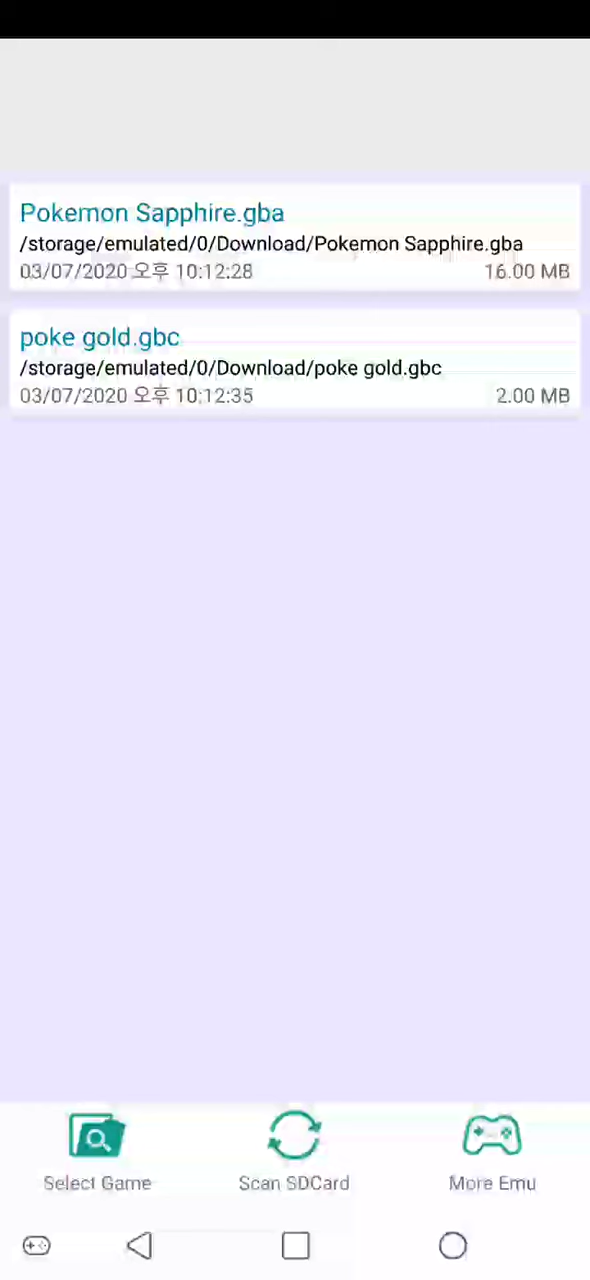 Pokemon Sapphire.gba
/storage/emulated/0/Download/Pokemon Sapphire.gba
03/07/2020 오후 10:12:28 16.00 MB
poke gold.gbc
/storage/emulated/0/Download/poke gold.gbc
03/07/2020 오후 10:12:35 2.00 MB
Select Game Scan SDCard More Emu